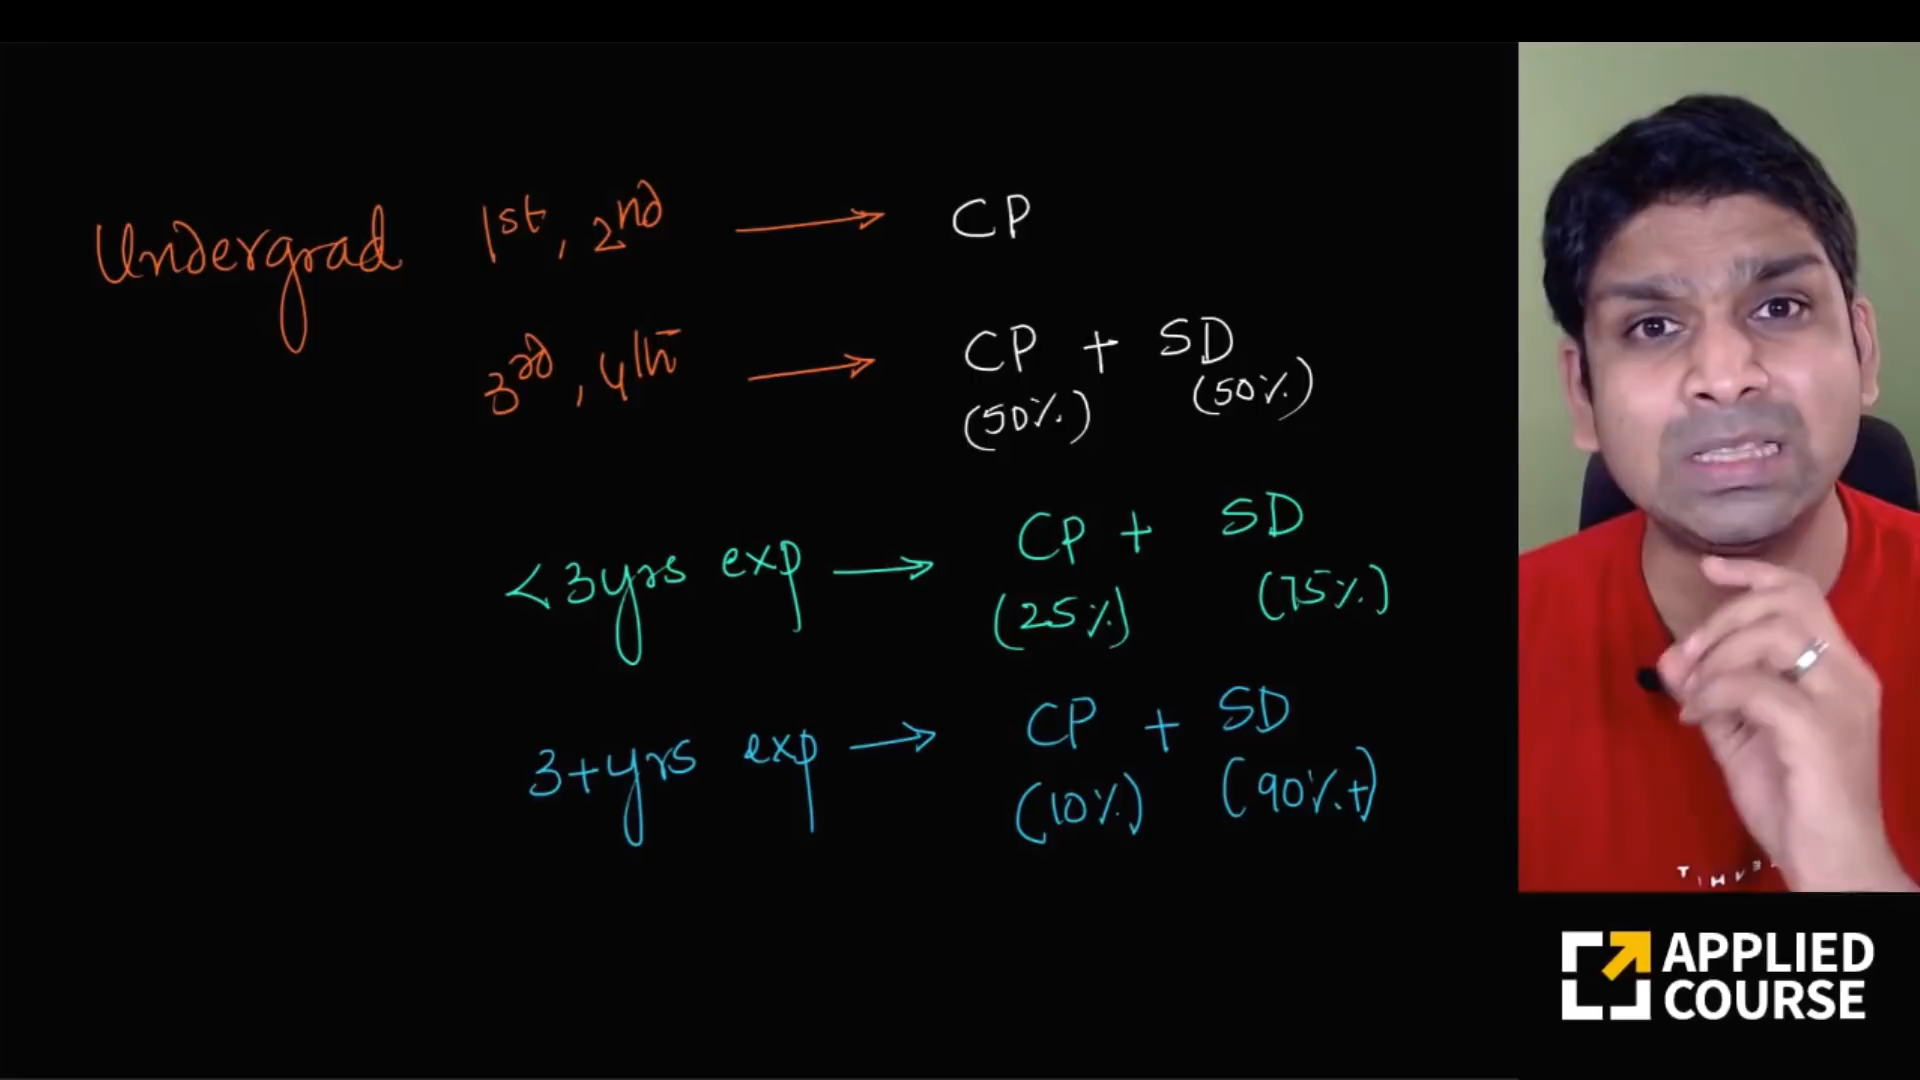 Undergrad 1st, 2nd → CP
3rd, 4th → CP + SD
(50%) (50%)
<3yrs exp → CP + SD
(25%) (75%)
3+yrs exp → CP + SD
(10%) (90%+)
APPLIED
COURSE